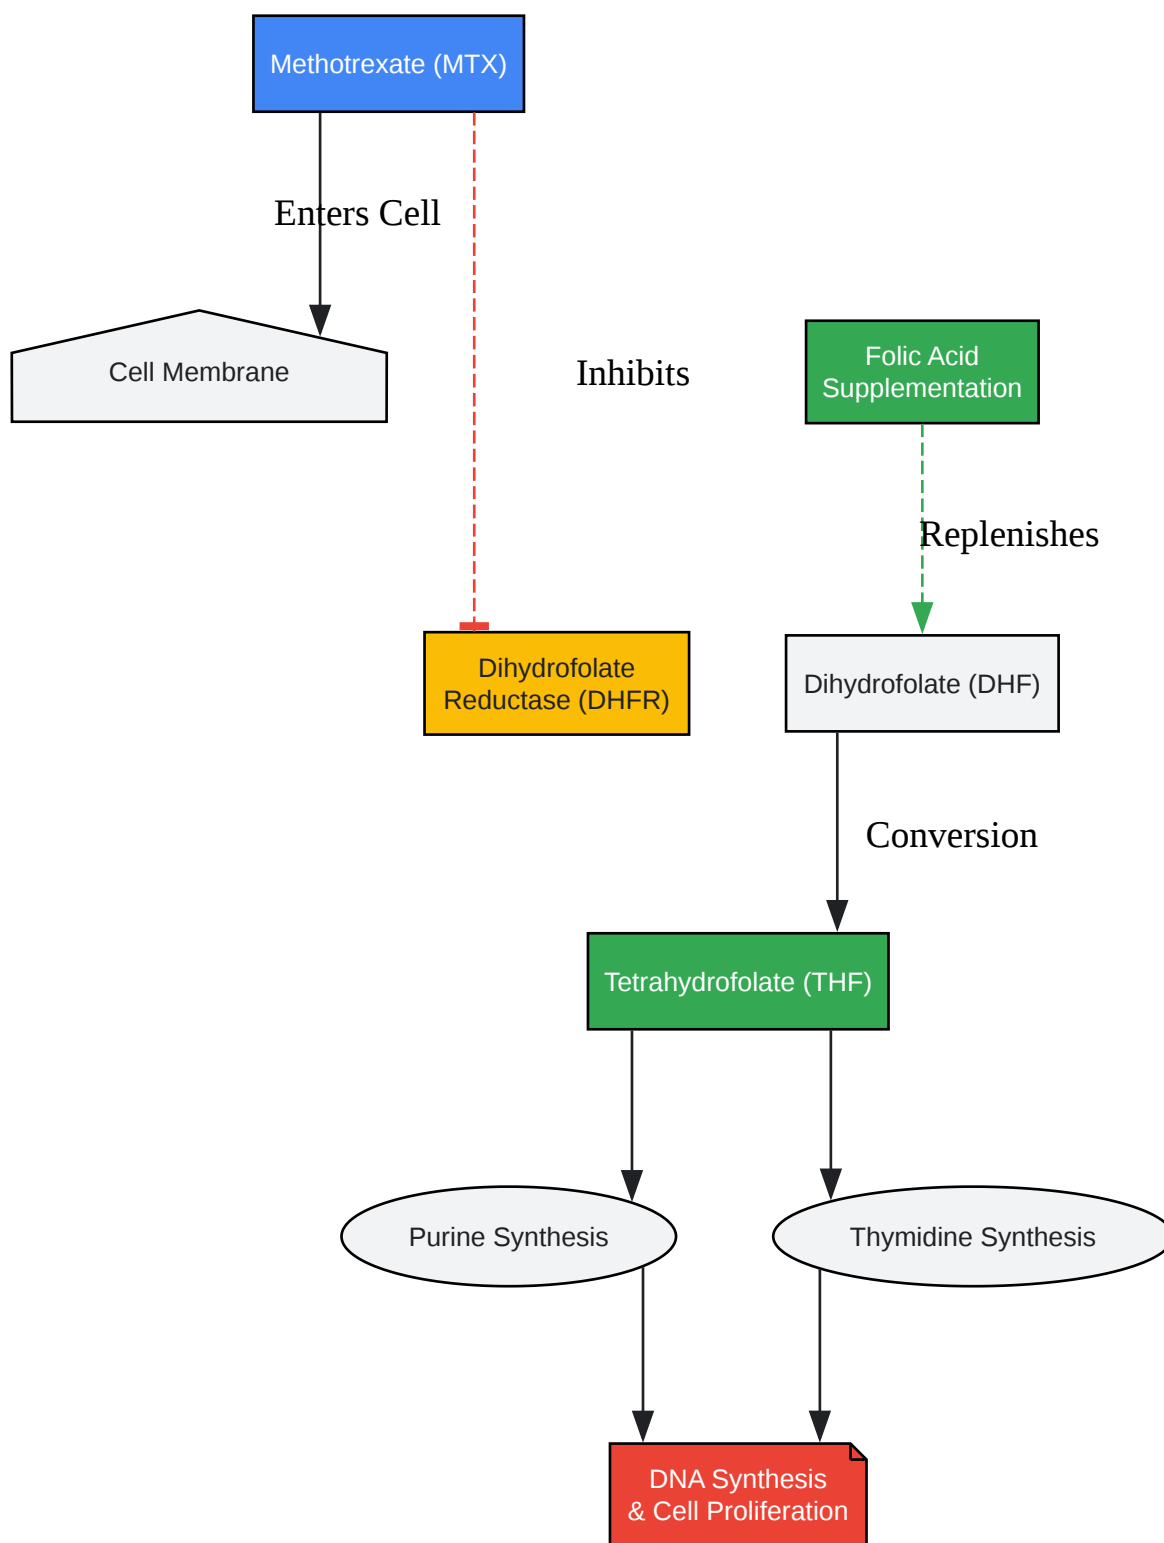 Methotrexate (MTX)
Enters Cell
Cell Membrane
Inhibits
Folic Acid
Supplementation
Replenishes
Dihydrofolate
Reductase (DHFR)
Dihydrofolate (DHF)
Conversion
Tetrahydrofolate (THF)
Purine Synthesis
Thymidine Synthesis
DNA Synthesis
& Cell Proliferation